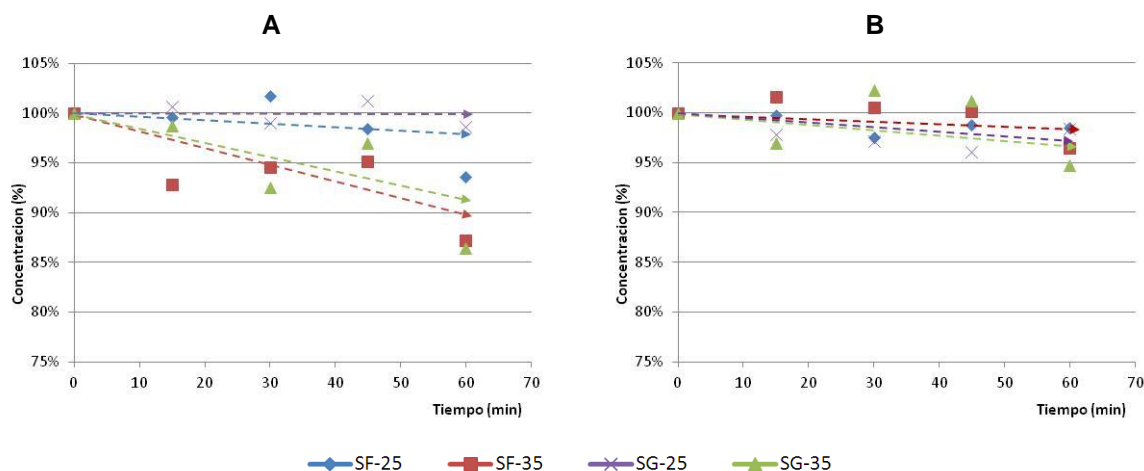 A
105%
100%
95%
90%
85%
80%
75%
Concentracion (%)
0 10 20 30 40 50 60 70
Tiempo (min)
B
105%
100%
95%
90%
85%
80%
75%
Concentracion (%)
0 10 20 30 40 50 60 70
Tiempo (min)
SF-25 SF-35 SG-25 SG-35